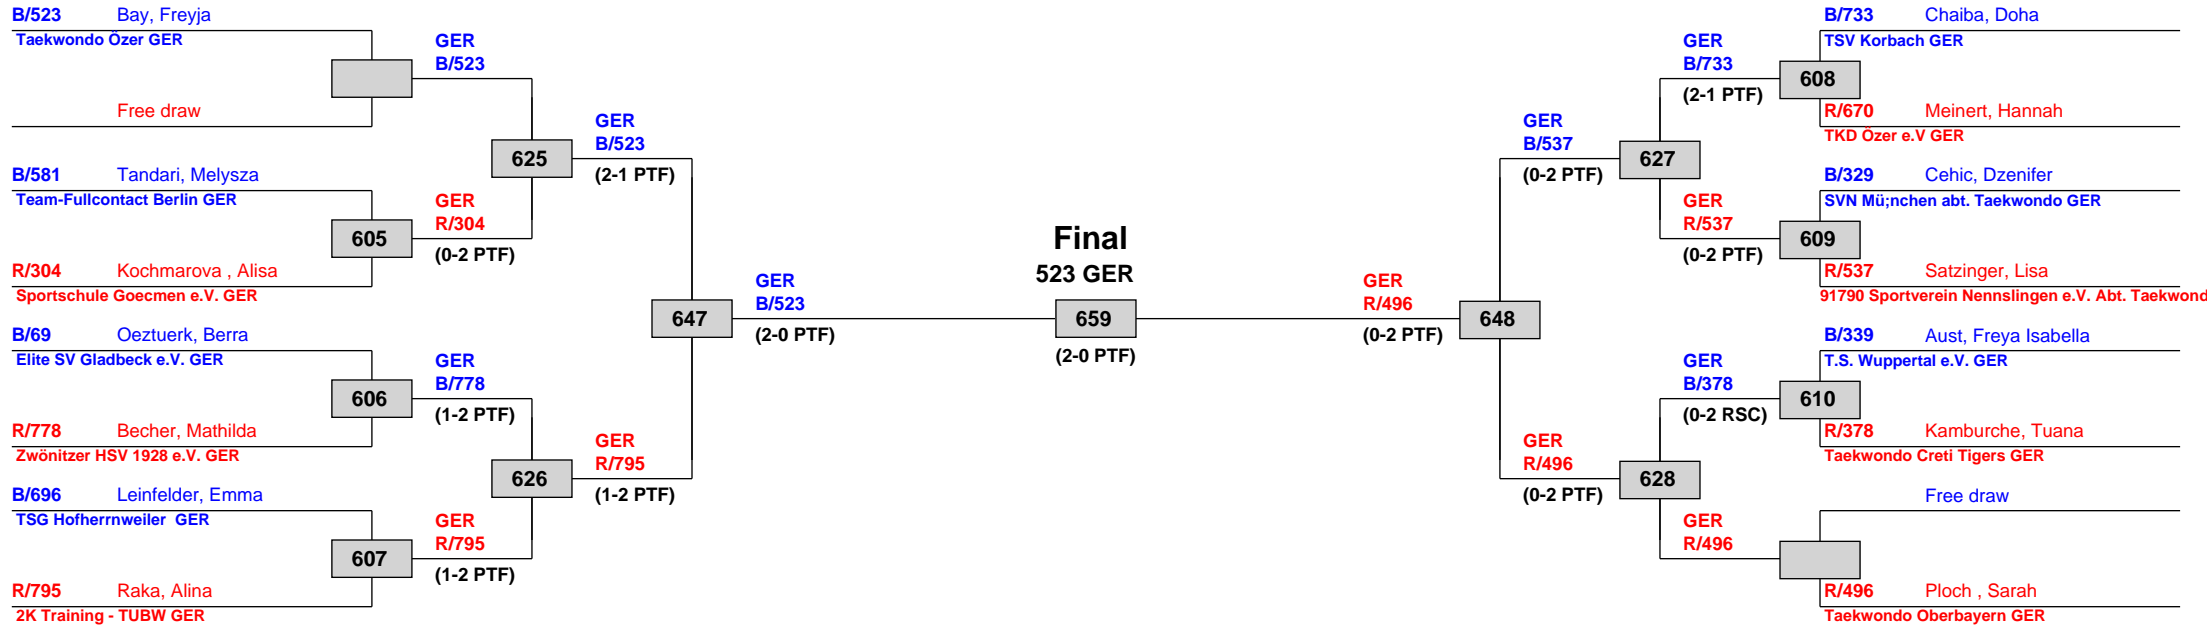 B/523 Bay, Freyja
Taekwondo Özer GER
Free draw
B/581 Tandari, Melysza
Team-Fullcontact Berlin GER
R/304 Kochmarova , Alisa
Sportschule Goecmen e.V. GER
B/69 Oeztuerk, Berra
Elite SV Gladbeck e.V. GER
R/778 Becher, Mathilda
Zwönitzer HSV 1928 e.V. GER
B/696 Leinfelder, Emma
TSG Hofherrnweiler  GER
R/795 Raka, Alina
2K Training - TUBW GER
605
606
607
GER
B/523
GER
R/304
(0-2 PTF)
GER
B/778
(1-2 PTF)
GER
R/795
(1-2 PTF)
625
626
GER
B/523
(2-1 PTF)
GER
R/795
(1-2 PTF)
647
GER
B/523
(2-0 PTF)
Final
523 GER
659
(2-0 PTF)
GER
R/496
(0-2 PTF)
648
GER
B/537
(0-2 PTF)
GER
R/496
(0-2 PTF)
627
628
GER
B/733
(2-1 PTF)
GER
R/537
(0-2 PTF)
GER
B/378
(0-2 RSC)
GER
R/496
608
609
610
B/733 Chaiba, Doha
TSV Korbach GER
R/670 Meinert, Hannah
TKD Özer e.V GER
B/329 Cehic, Dzenifer
SVN Mü;nchen abt. Taekwondo GER
R/537 Satzinger, Lisa
91790 Sportverein Nennslingen e.V. Abt. Taekwond
B/339 Aust, Freya Isabella
T.S. Wuppertal e.V. GER
R/378 Kamburche, Tuana
Taekwondo Creti Tigers GER
Free draw
R/496 Ploch , Sarah
Taekwondo Oberbayern GER